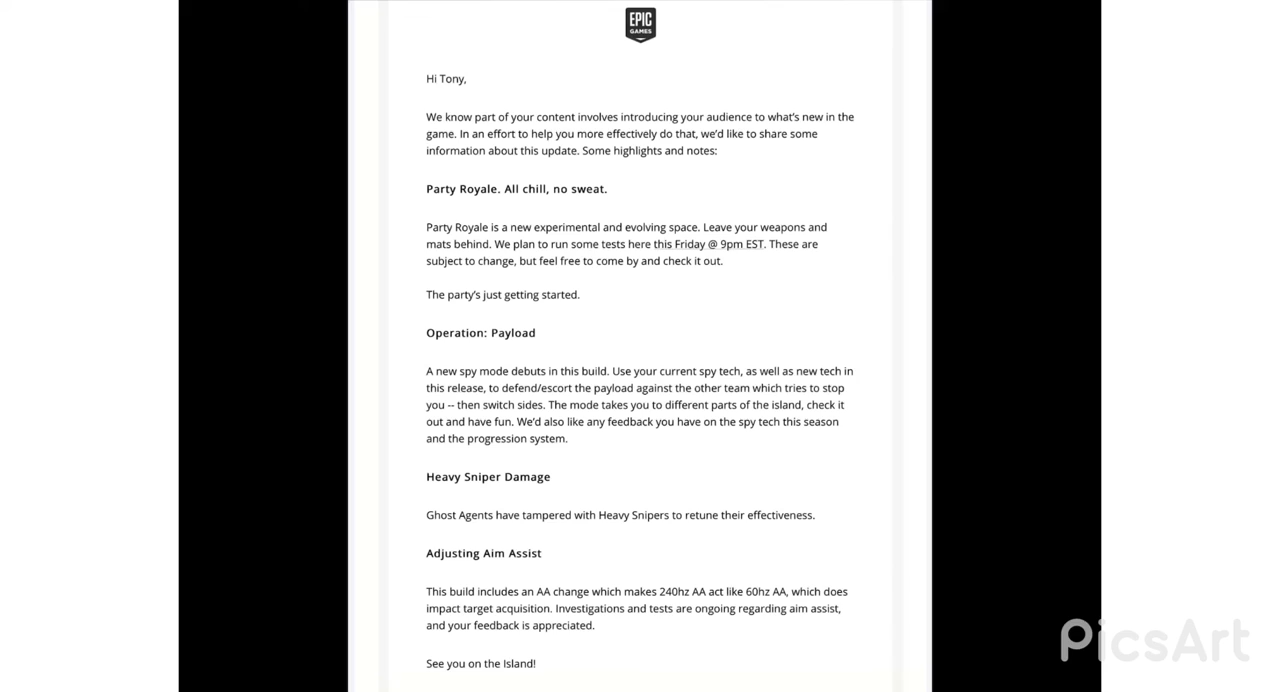 EPIC
GAMES
Hi Tony,
We know part of your content involves introducing your audience to what's new in the
game. In an effort to help you more effectively do that, we'd like to share some
information about this update. Some highlights and notes:
Party Royale. All chill, no sweat.
Party Royale is a new experimental and evolving space. Leave your weapons and
mats behind. We plan to run some tests here this Friday @ 9pm EST. These are
subject to change, but feel free to come by and check it out.
The party's just getting started.
Operation: Payload
A new spy mode debuts in this build. Use your current spy tech, as well as new tech in
this release, to defend/escort the payload against the other team which tries to stop
you -- then switch sides. The mode takes you to different parts of the island, check it
out and have fun. We'd also like any feedback you have on the spy tech this season
and the progression system.
Heavy Sniper Damage
Ghost Agents have tampered with Heavy Snipers to retune their effectiveness.
Adjusting Aim Assist
This build includes an AA change which makes 240hz AA act like 60hz AA, which does
impact target acquisition. Investigations and tests are ongoing regarding aim assist,
and your feedback is appreciated.
See you on the Island!
PicsArt